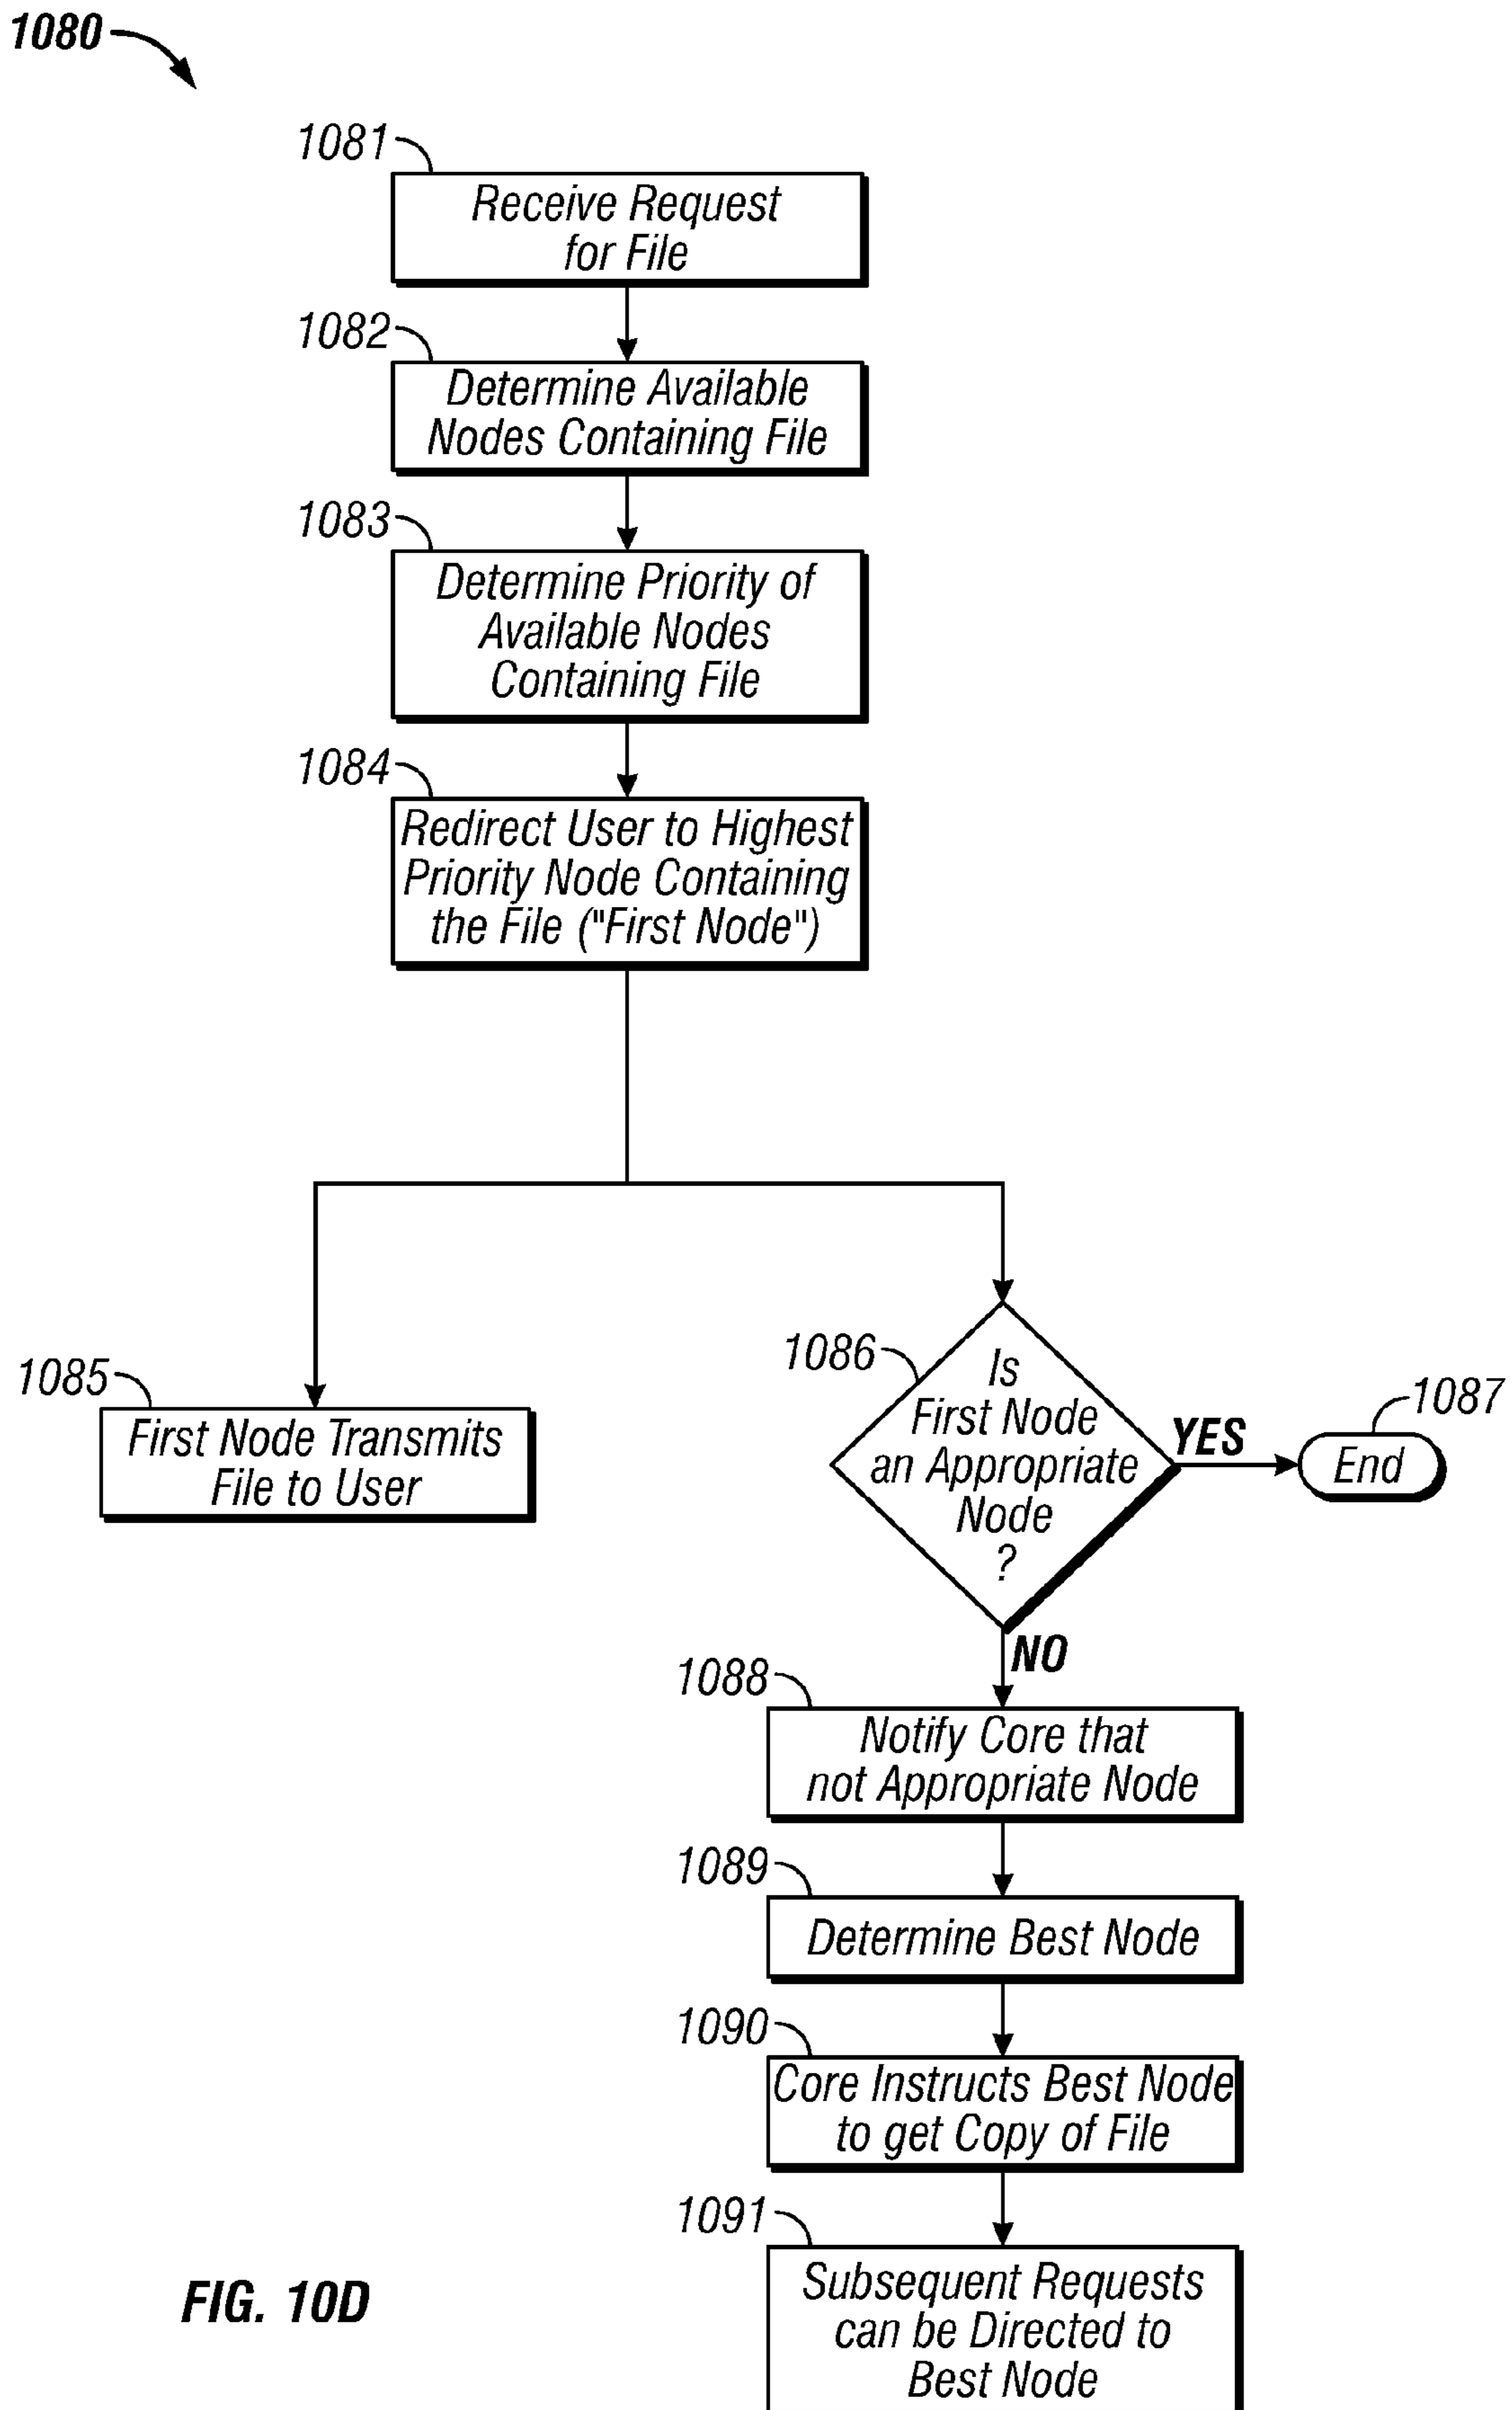 1080
1081
Receive Request
for File
1082
Determine Available
Nodes Containing File
1083
Determine Priority of
Available Nodes
Containing File
1084
Redirect User to Highest
Priority Node Containing
the File ("First Node")
1085
First Node Transmits
File to User
1086
Is
First Node
an Appropriate
Node
?
YES
1087
End
NO
1088
Notify Core that
not Appropriate Node
1089
Determine Best Node
1090
Core Instructs Best Node
to get Copy of File
1091
Subsequent Requests
can be Directed to
Best Node
FIG. 10D